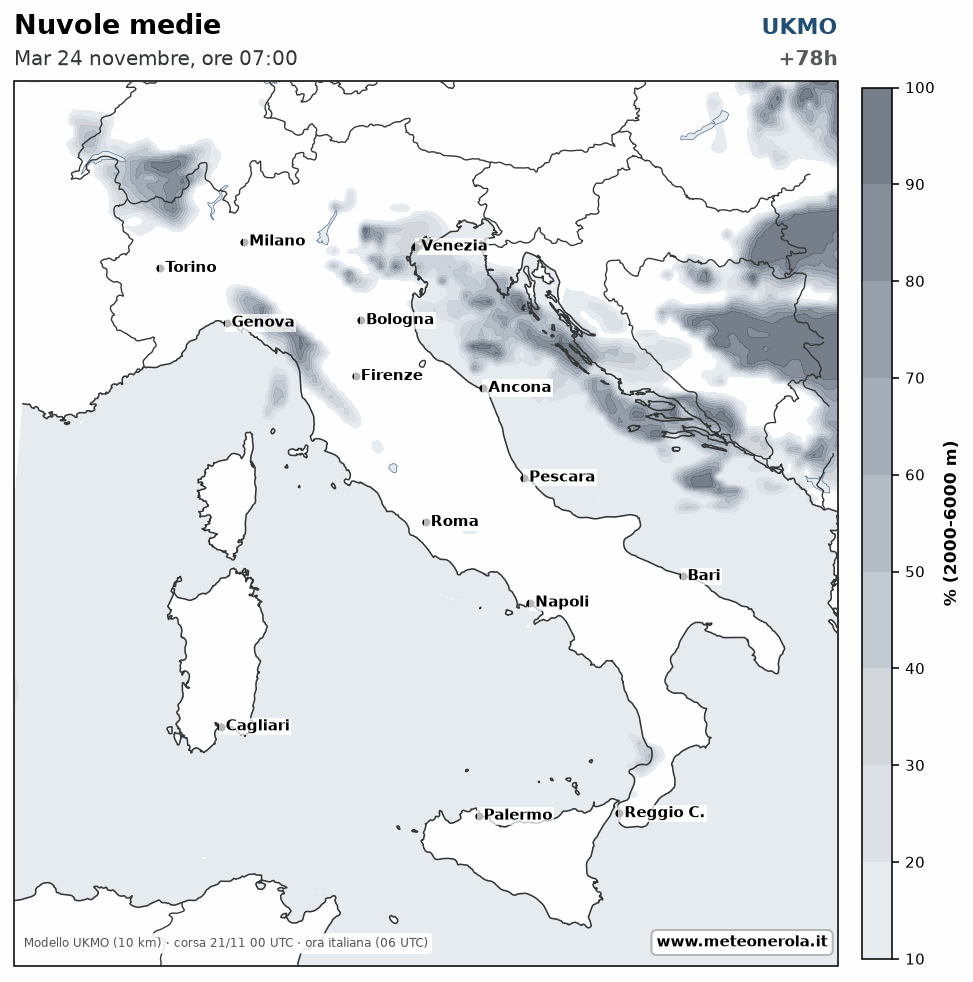 Nuvole medie
UKMO
Mar 24 novembre, ore 07:00
+78h
Milano
Venezia
Torino
Genova
Bologna
Firenze
Ancona
Pescara
Roma
Bari
Napoli
Cagliari
Palermo
Reggio C.
100
90
80
70
60
50
40
30
20
10
% (2000-6000 m)
Modello UKMO (10 km) · corsa 21/11 00 UTC · ora italiana (06 UTC)
www.meteonerola.it